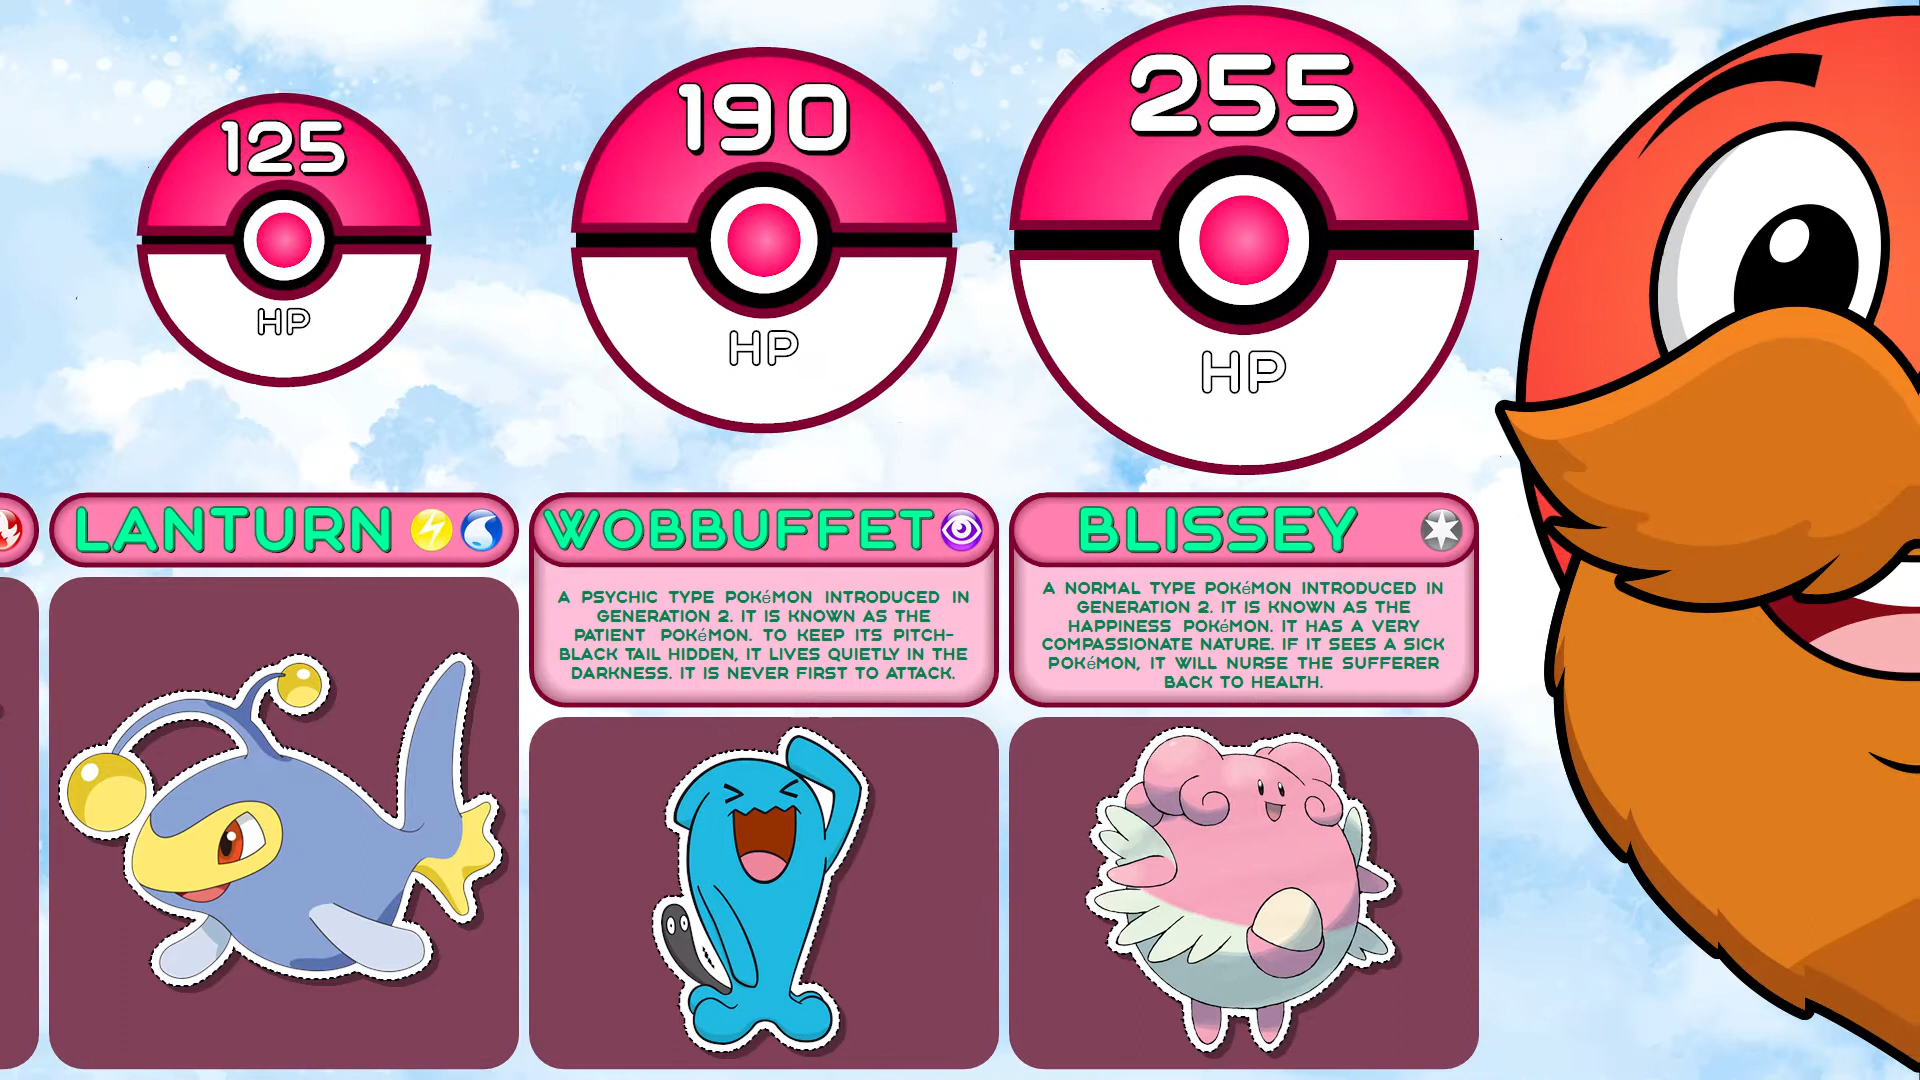 125
HP
190
HP
255
HP
LANTURN
WOBBUFFET
A PSYCHIC TYPE POKéMON INTRODUCED IN
GENERATION 2. IT IS KNOWN AS THE
PATIENT POKéMON. TO KEEP ITS PITCH-
BLACK TAIL HIDDEN, IT LIVES QUIETLY IN THE
DARKNESS. IT IS NEVER FIRST TO ATTACK.
BLISSEY
A NORMAL TYPE POKéMON INTRODUCED IN
GENERATION 2. IT IS KNOWN AS THE
HAPPINESS POKéMON. IT HAS A VERY
COMPASSIONATE NATURE. IF IT SEES A SICK
POKéMON, IT WILL NURSE THE SUFFERER
BACK TO HEALTH.